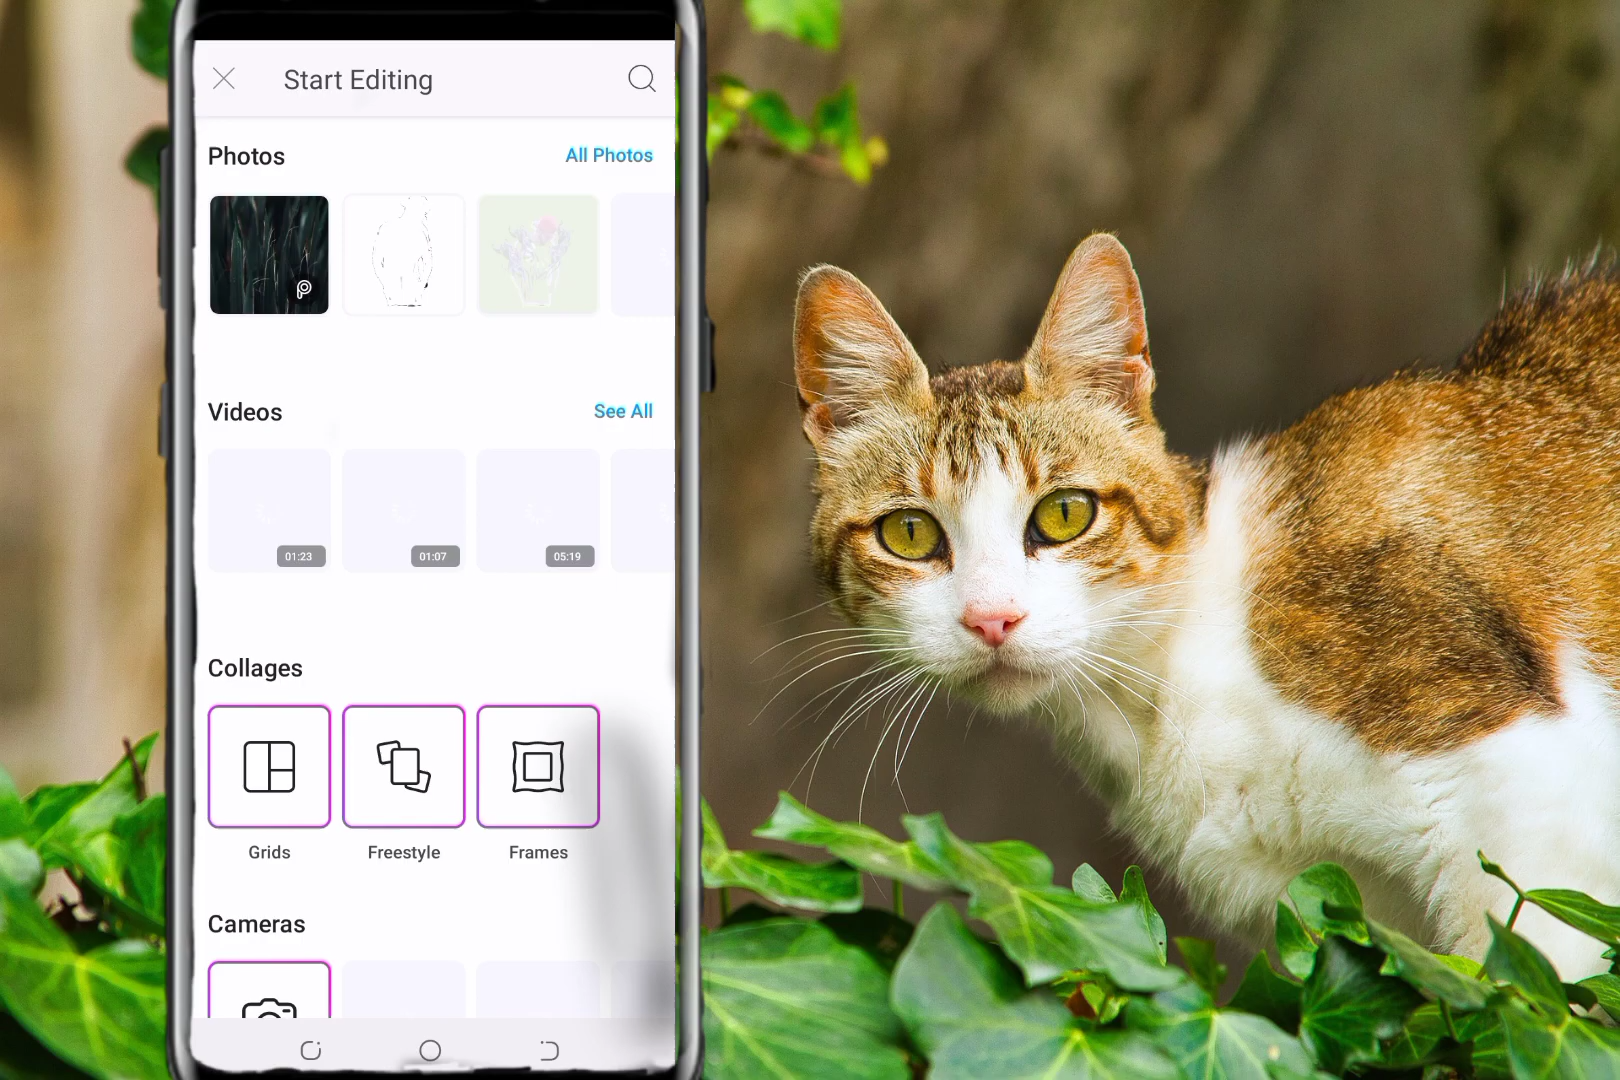 Start Editing
Photos
All Photos
Videos
See All
01:23
01:07
05:19
Collages
Grids
Freestyle
Frames
Cameras